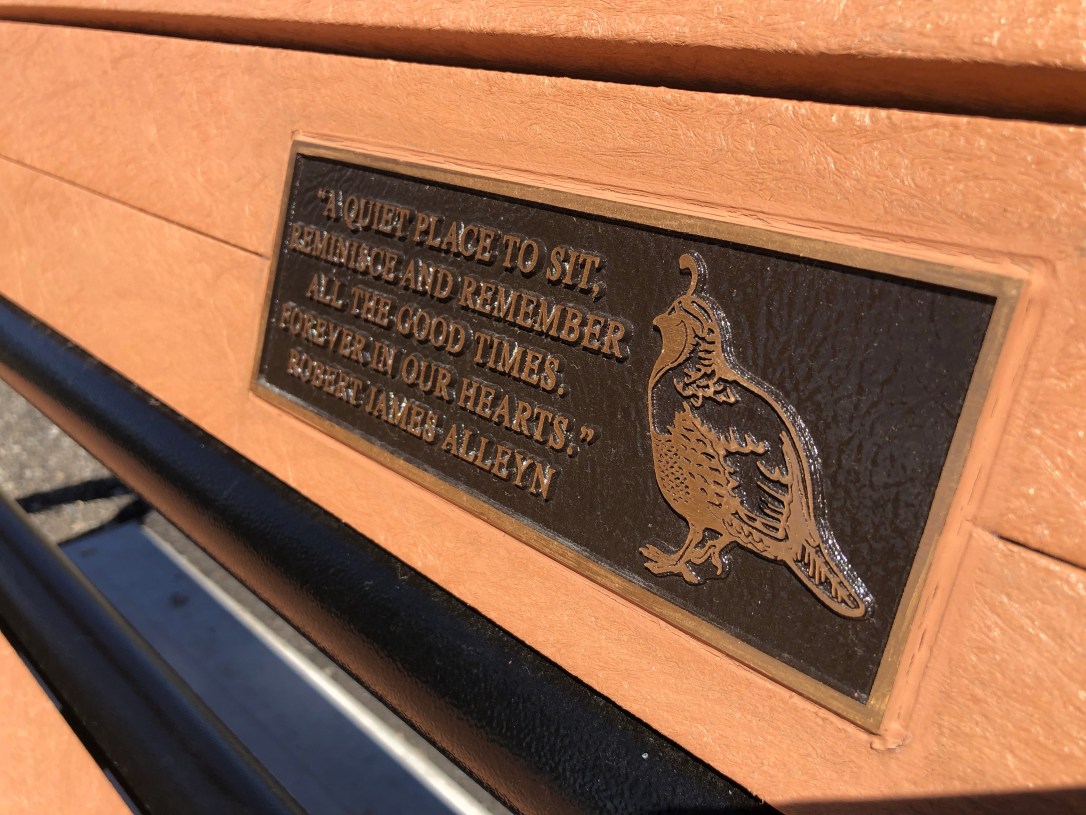 "A QUIET PLACE TO SIT,
REMINISCE AND REMEMBER
ALL THE GOOD TIMES.
FOREVER IN OUR HEARTS."
ROBERT JAMES ALLEYN